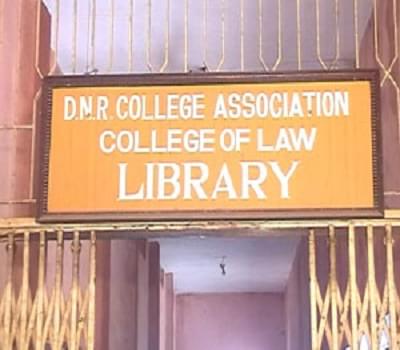 D.N.R. COLLEGE ASSOCIATION
COLLEGE OF LAW
LIBRARY